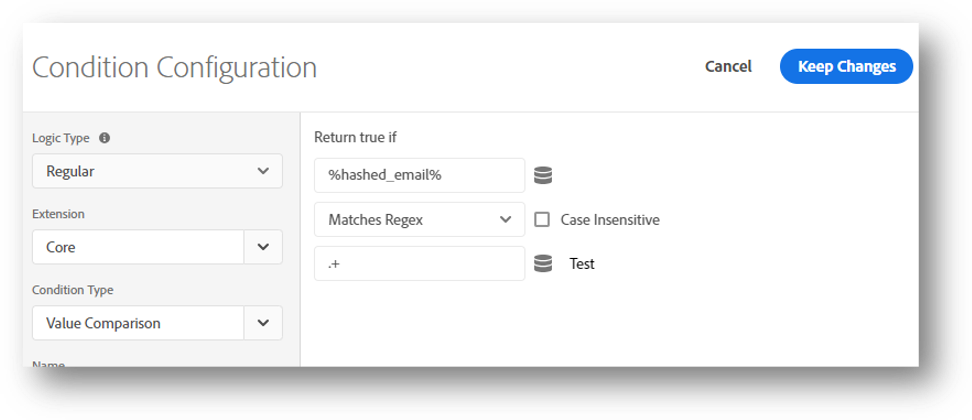 Condition Configuration
Cancel
Keep Changes
Logic Type
Regular
Extension
Core
Condition Type
Value Comparison
Name
Return true if
%hashed_email%
Matches Regex
Case Insensitive
.+
Test